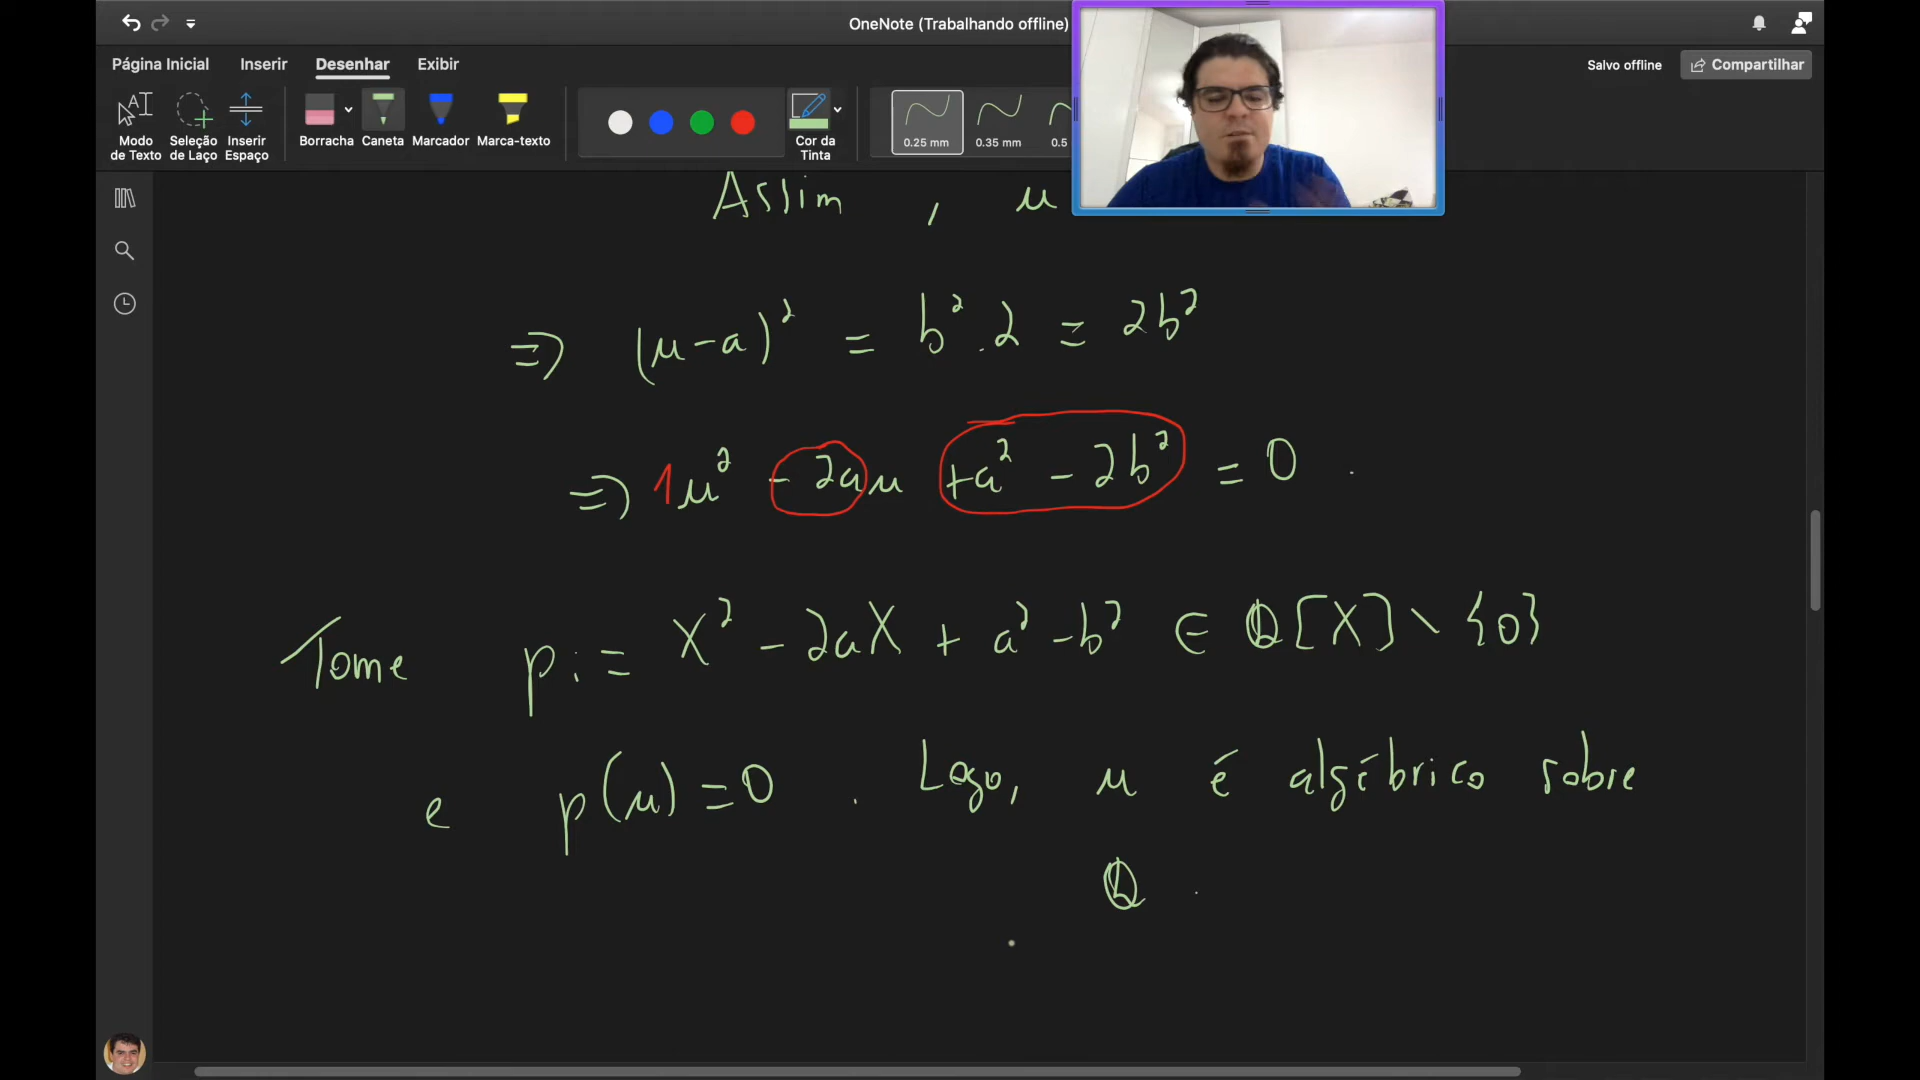 OneNote (Trabalhando offline)
Página Inicial Inserir Desenhar Exibir
Salvo offline Compartilhar
Modo de Texto
Seleção de Laço
Inserir Espaço
Borracha Caneta Marcador Marca-texto
Cor da Tinta
0.25 mm 0.35 mm 0.5
Assim , u
=> (u-a)² = b².2 = 2b²
=> 1u² - 2au + a² - 2b² = 0 .
Tome p := X² - 2aX + a² - b² ∈ ℚ[X] \ {0}
e p(u) = 0 . Logo, u é algébrico sobre
ℚ .